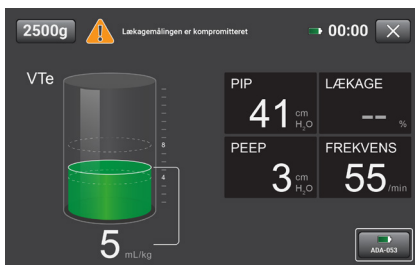 2500g
Lækagemålingen er kompromitteret
00:00
VTe
8
4
5 mL/kg
PIP
41 cm H₂O
LÆKAGE
-- %
PEEP
3 cm H₂O
FREKVENS
55 /min
ADA-053